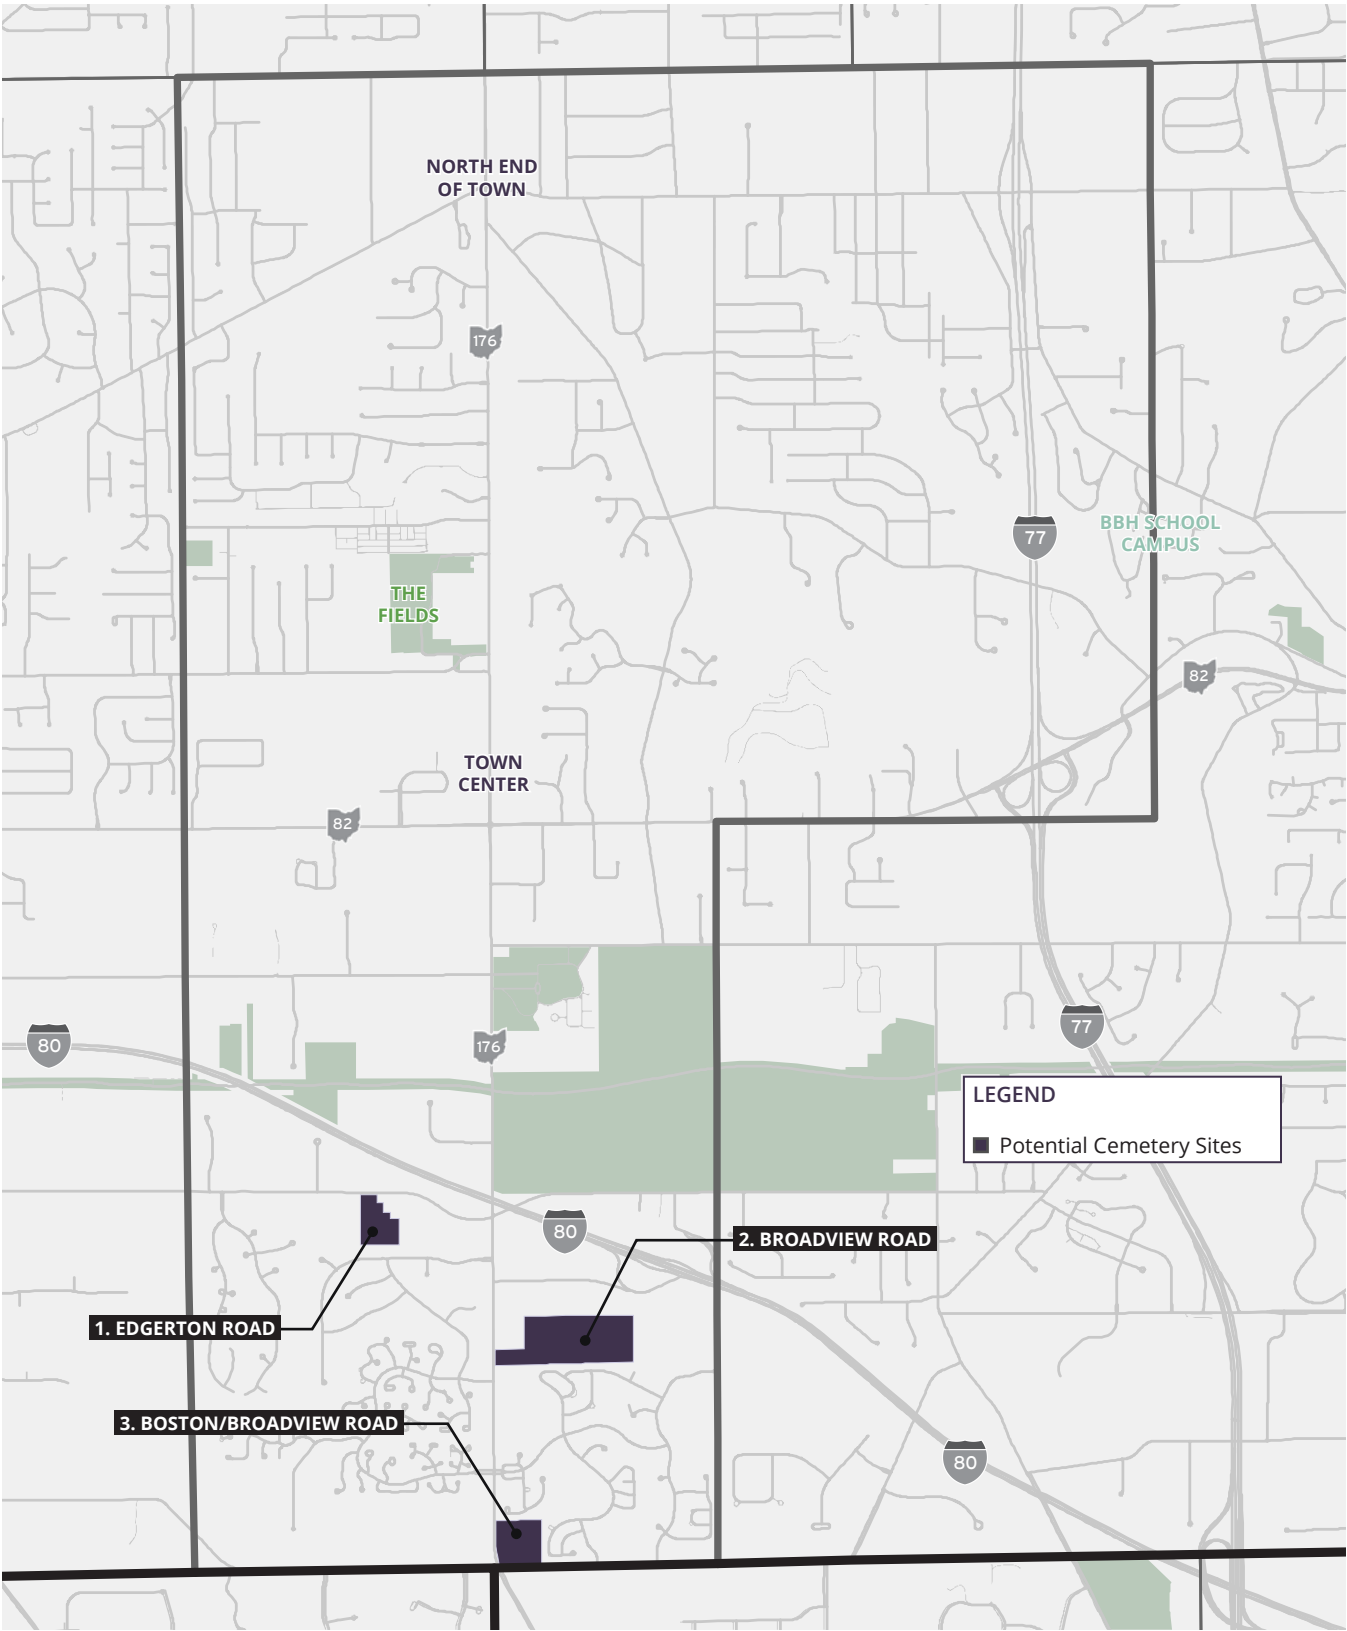 NORTH END
OF TOWN
176
77
BBH SCHOOL
CAMPUS
THE
FIELDS
82
TOWN
CENTER
82
77
80
176
LEGEND
Potential Cemetery Sites
80
2. BROADVIEW ROAD
1. EDGERTON ROAD
3. BOSTON/BROADVIEW ROAD
80